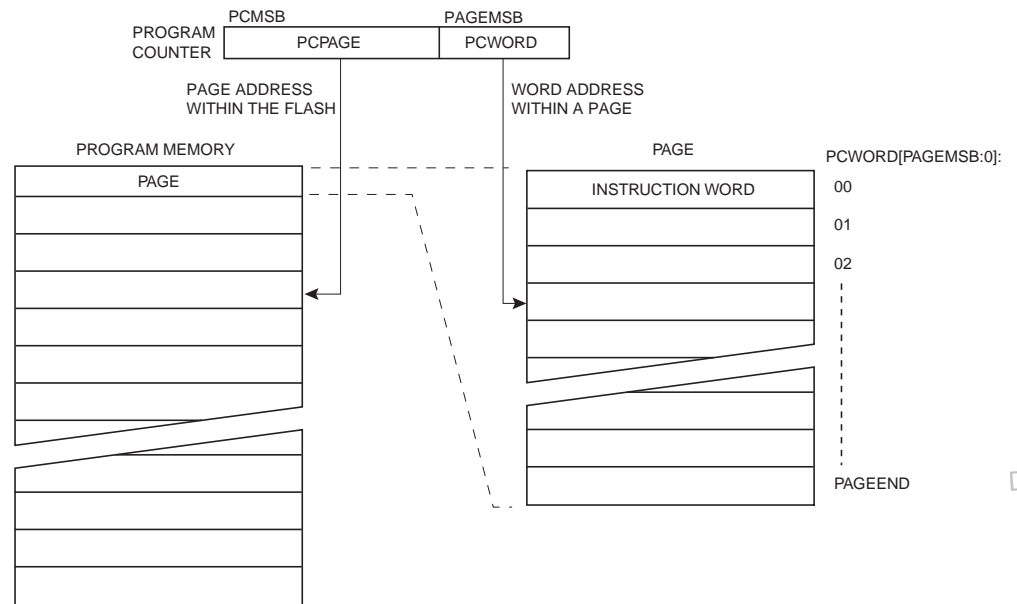 PCMSB
PAGEMSB
PROGRAM
COUNTER
PCPAGE
PCWORD
PAGE ADDRESS
WITHIN THE FLASH
WORD ADDRESS
WITHIN A PAGE
PROGRAM MEMORY
PAGE
PAGE
PCWORD[PAGEMSB:0]:
INSTRUCTION WORD
00
01
02
PAGEEND